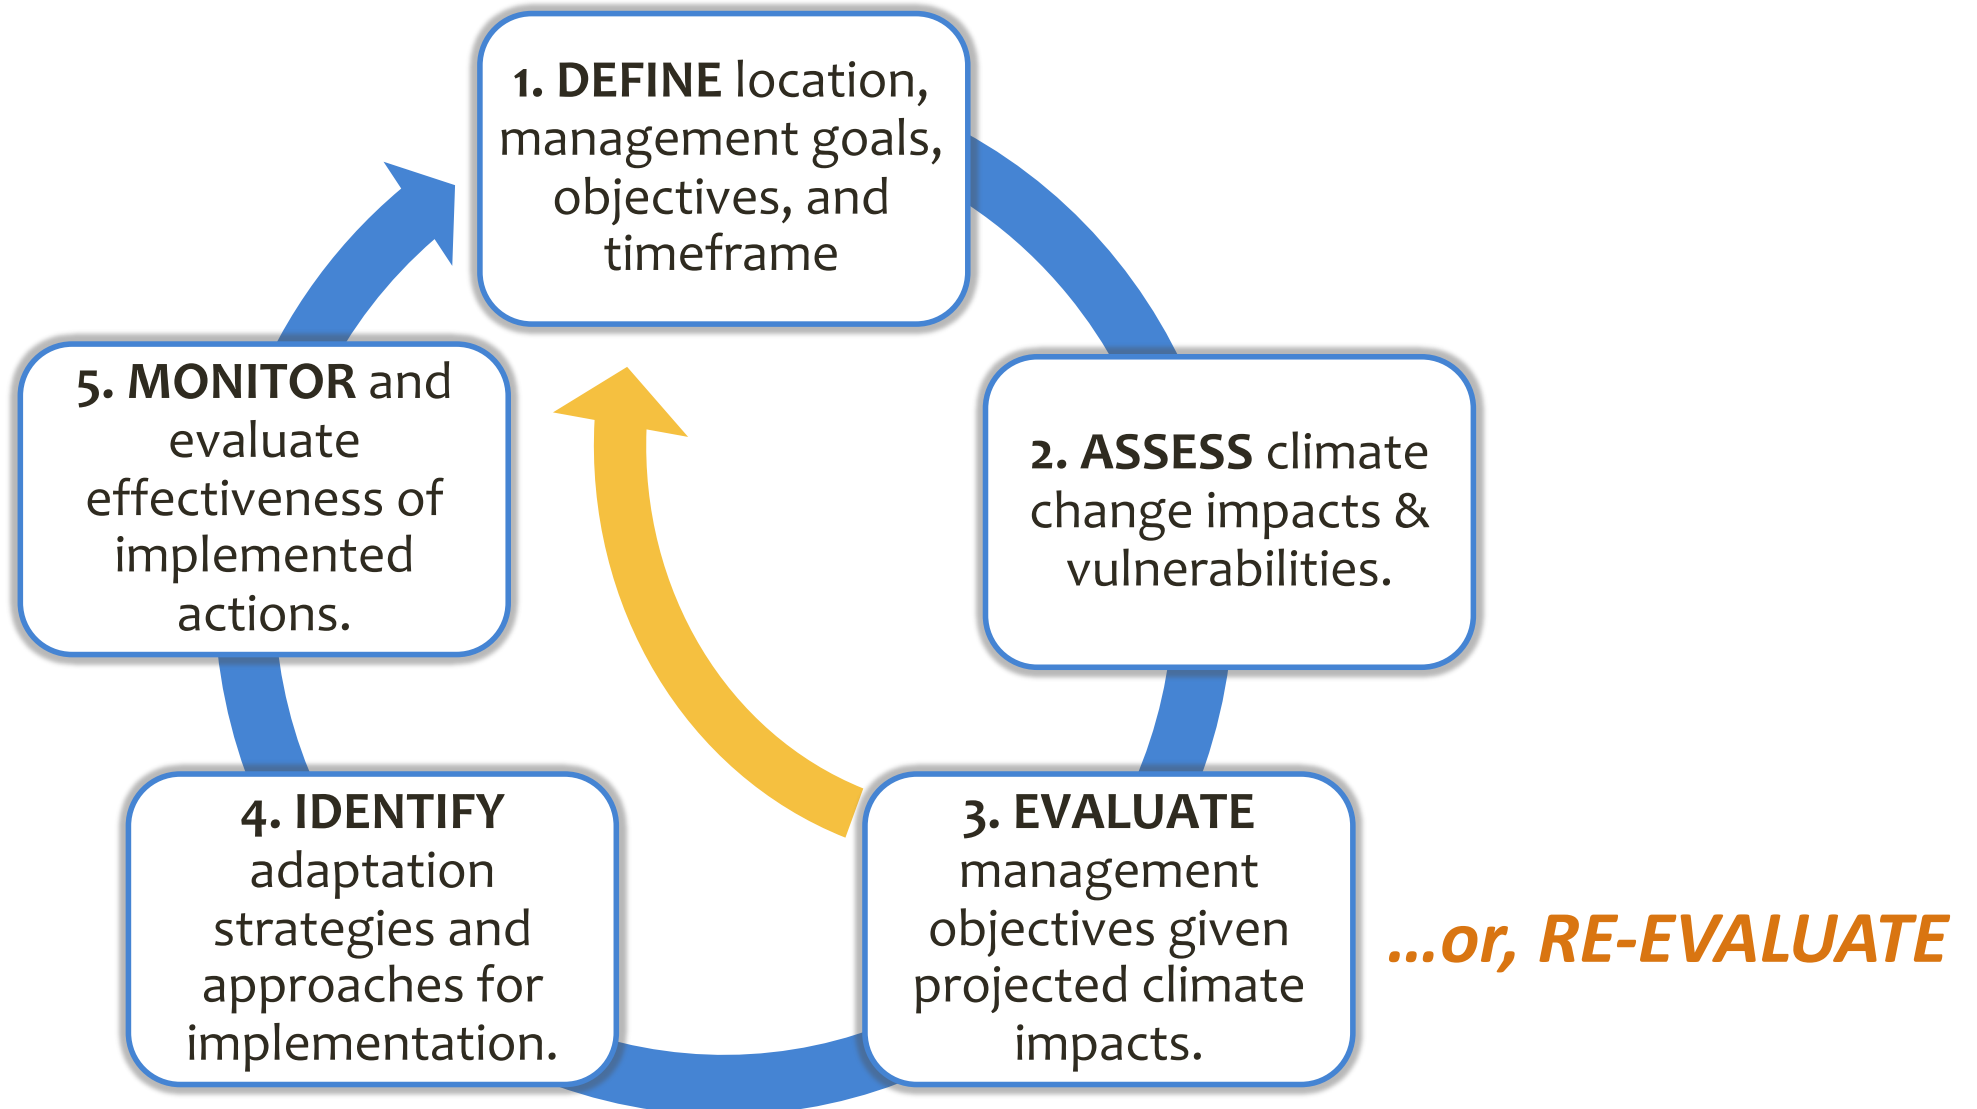 1. DEFINE location,
management goals,
objectives, and
timeframe
2. ASSESS climate
change impacts &
vulnerabilities.
3. EVALUATE
management
objectives given
projected climate
impacts.
...or, RE-EVALUATE
4. IDENTIFY
adaptation
strategies and
approaches for
implementation.
5. MONITOR and
evaluate
effectiveness of
implemented
actions.